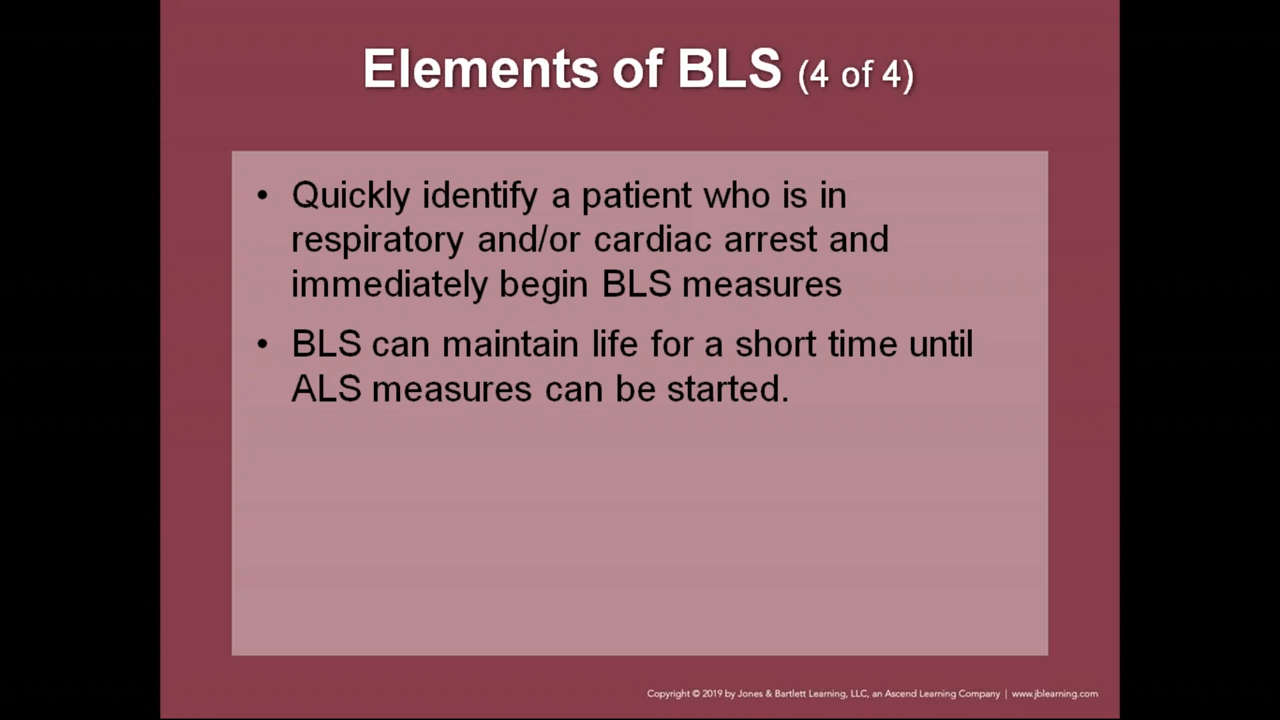 Elements of BLS (4 of 4)
• Quickly identify a patient who is in
respiratory and/or cardiac arrest and
immediately begin BLS measures
• BLS can maintain life for a short time until
ALS measures can be started.
Copyright © 2019 by Jones & Bartlett Learning, LLC, an Ascend Learning Company | www.jblearning.com